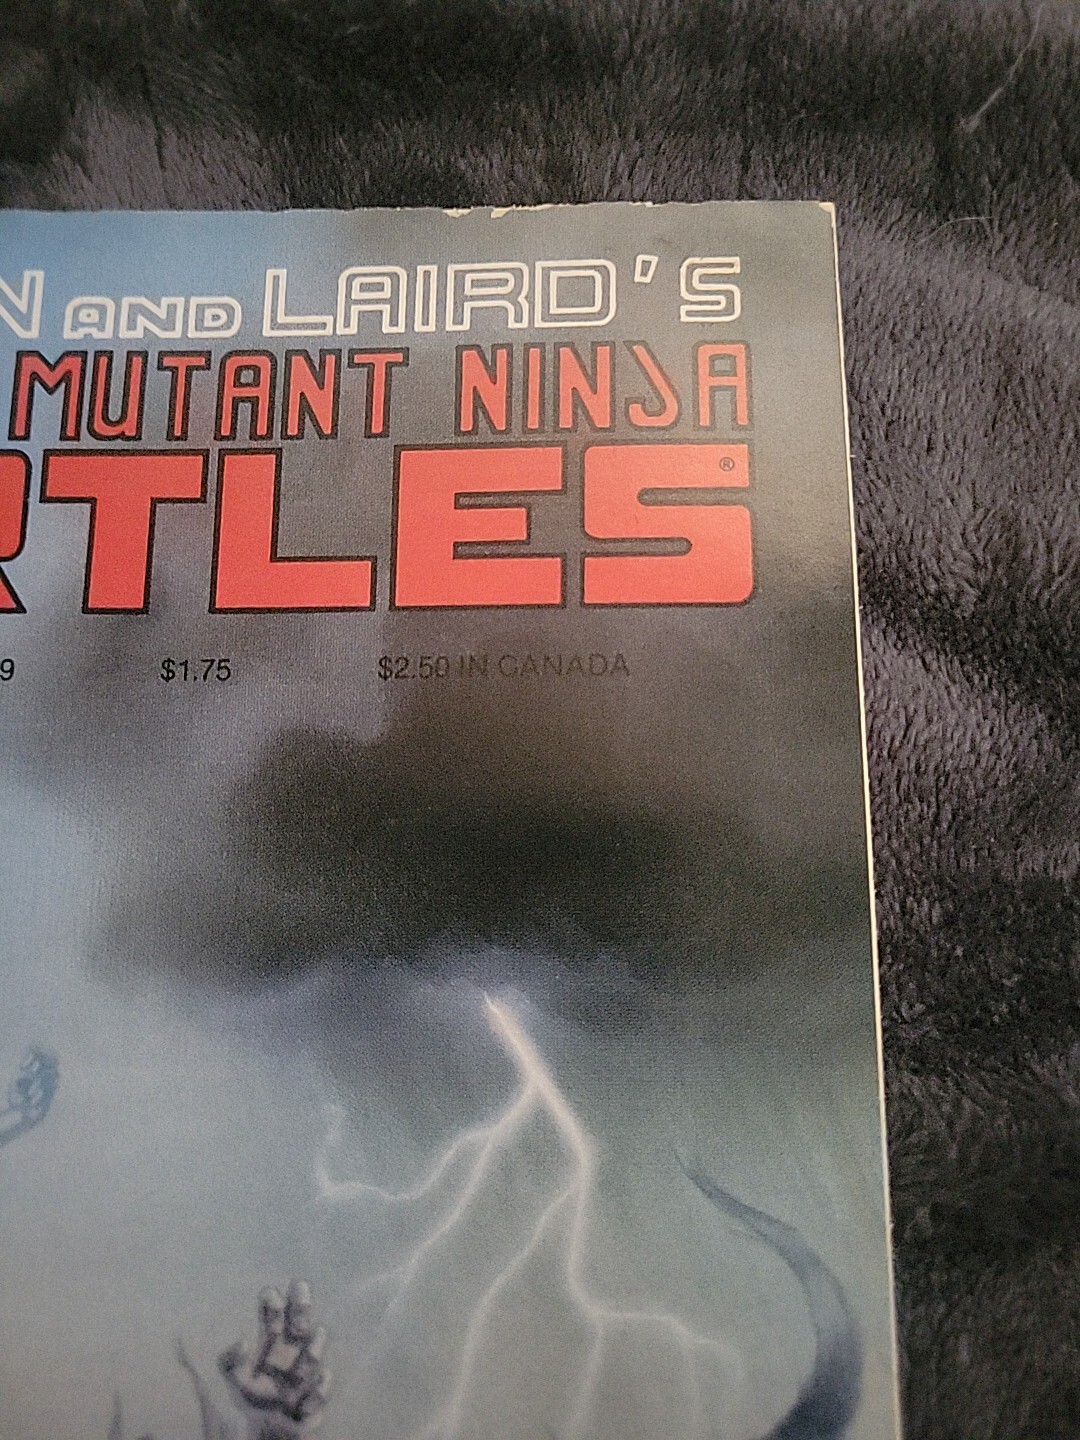 N AND LAIRD'S
MUTANT NINJA
RTLES ®
9 $1.75 $2.50 IN CANADA